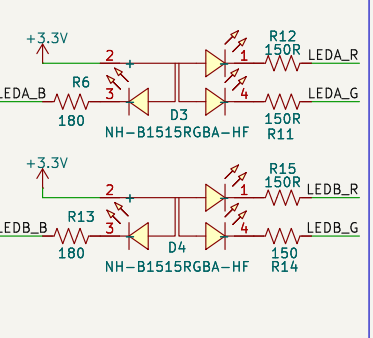 +3.3V
R12
150R
LEDA_R
2
+
1
R6
LEDA_B
3
4
LEDA_G
180
D3
150R
NH-B1515RGBA-HF
R11
+3.3V
R15
150R
LEDB_R
2
+
1
R13
LEDB_B
3
4
LEDB_G
180
D4
150
NH-B1515RGBA-HF
R14